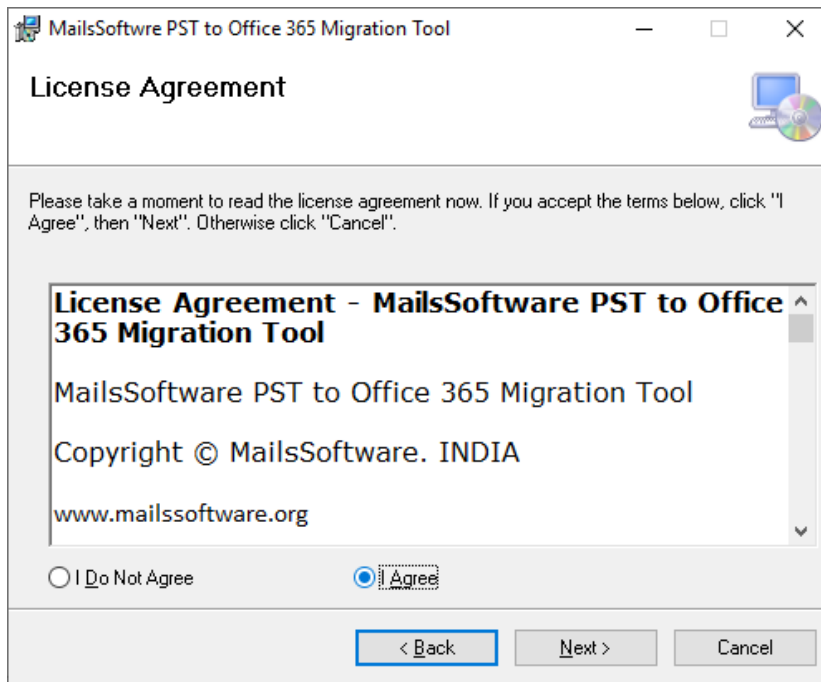 MailsSoftwre PST to Office 365 Migration Tool
License Agreement
Please take a moment to read the license agreement now. If you accept the terms below, click "I
Agree", then "Next". Otherwise click "Cancel".
License Agreement - MailsSoftware PST to Office
365 Migration Tool
MailsSoftware PST to Office 365 Migration Tool
Copyright © MailsSoftware. INDIA
www.mailssoftware.org
I Do Not Agree
I Agree
< Back
Next >
Cancel